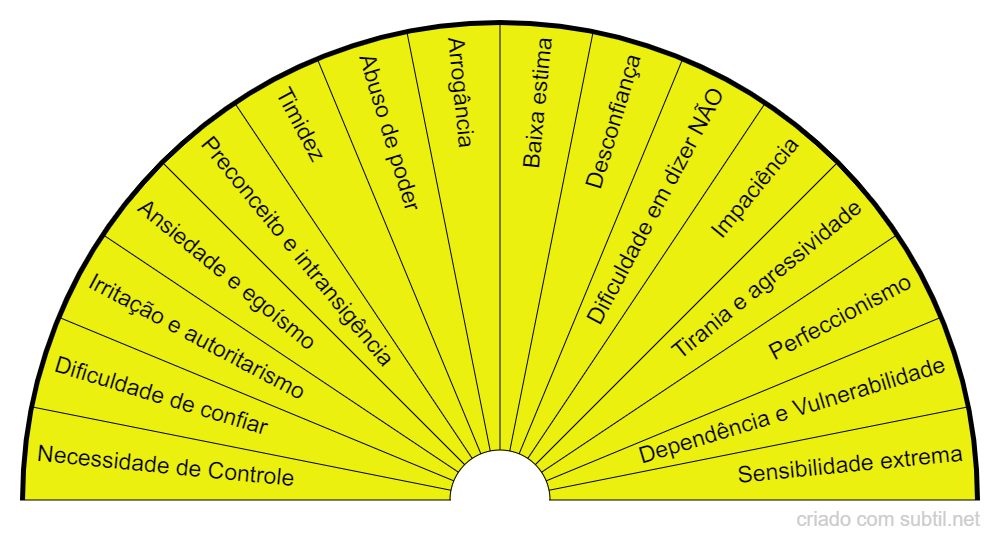 Necessidade de Controle
Dificuldade de confiar
Irritação e autoritarismo
Ansiedade e egoísmo
Preconceito e intransigência
Timidez
Abuso de poder
Arrogância
Baixa estima
Desconfiança
Dificuldade em dizer NÃO
Impaciência
Tirania e agressividade
Perfeccionismo
Dependência e Vulnerabilidade
Sensibilidade extrema
criado com subtil.net